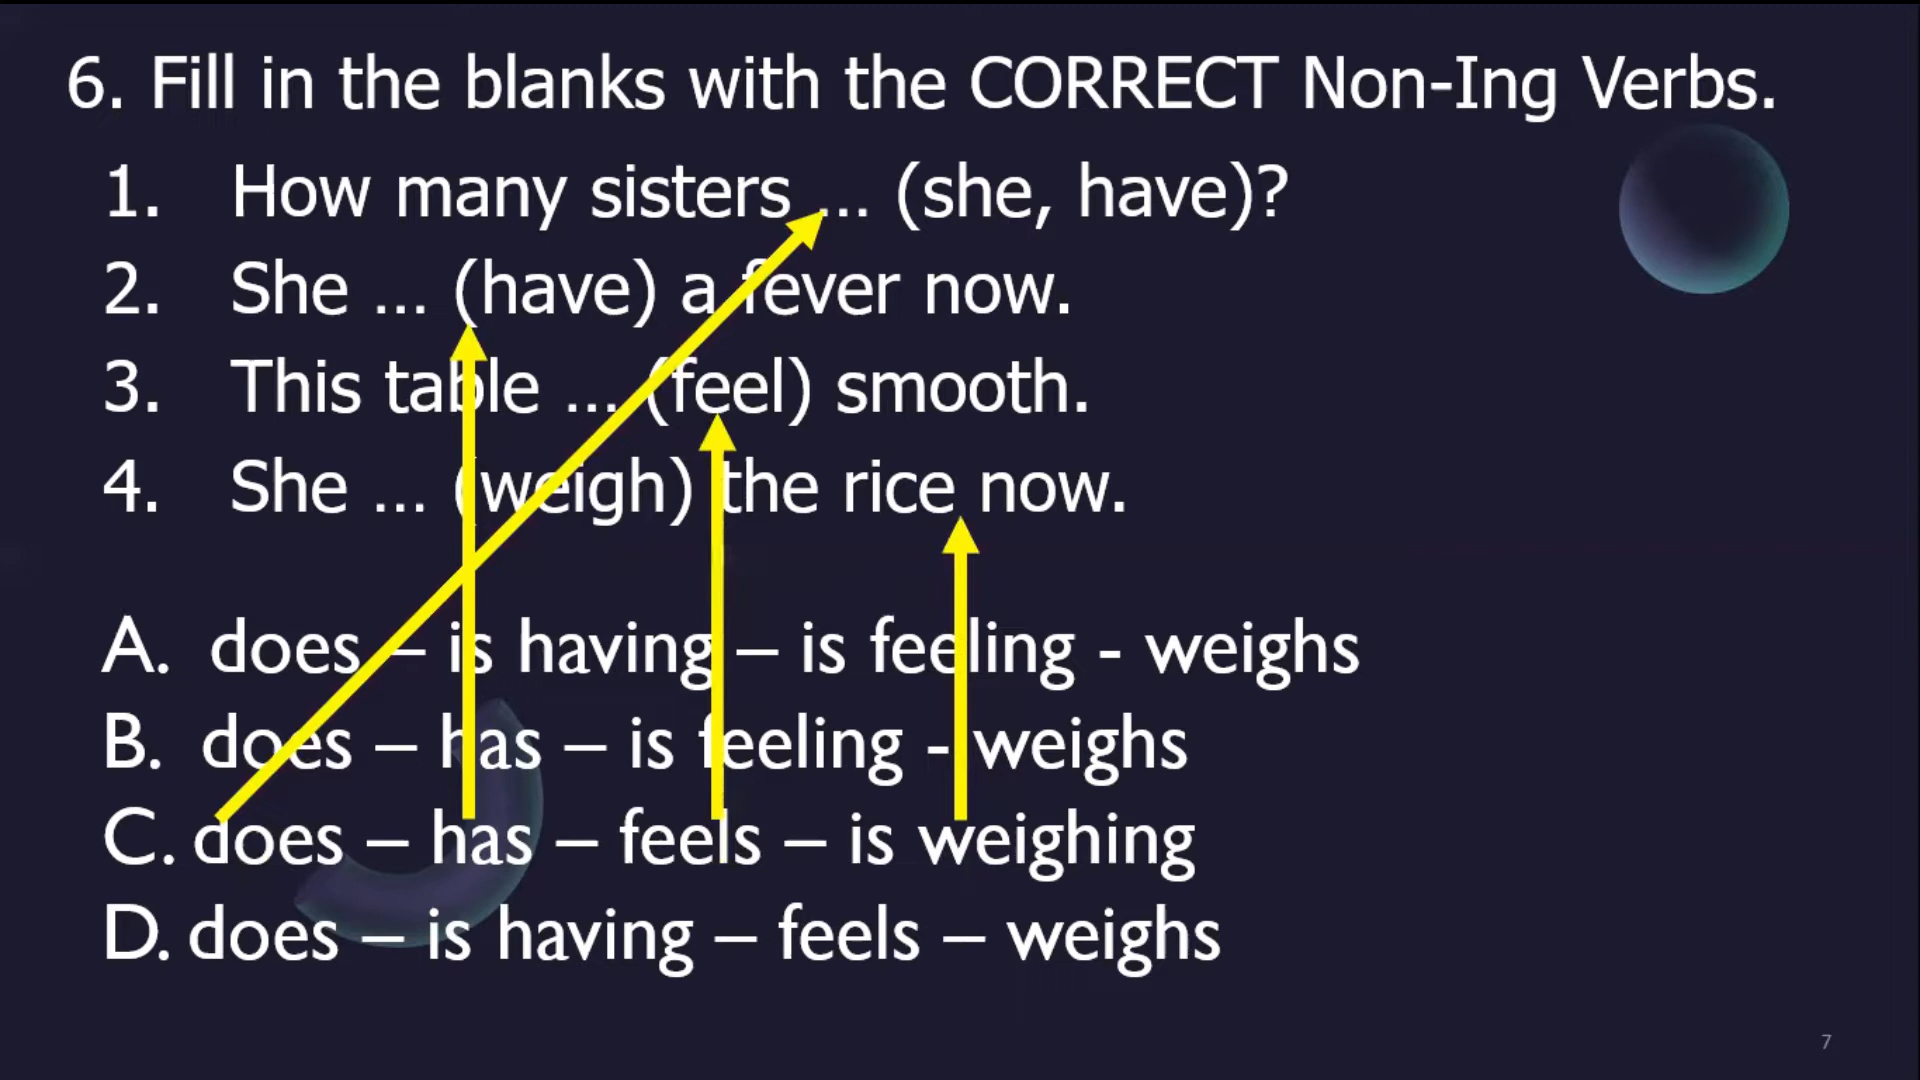 6. Fill in the blanks with the CORRECT Non-Ing Verbs.
1. How many sisters ... (she, have)?
2. She ... (have) a fever now.
3. This table ... (feel) smooth.
4. She ... (weigh) the rice now.
A. does – is having – is feeling - weighs
B. does – has – is feeling - weighs
C. does – has – feels – is weighing
D. does – is having – feels – weighs
7